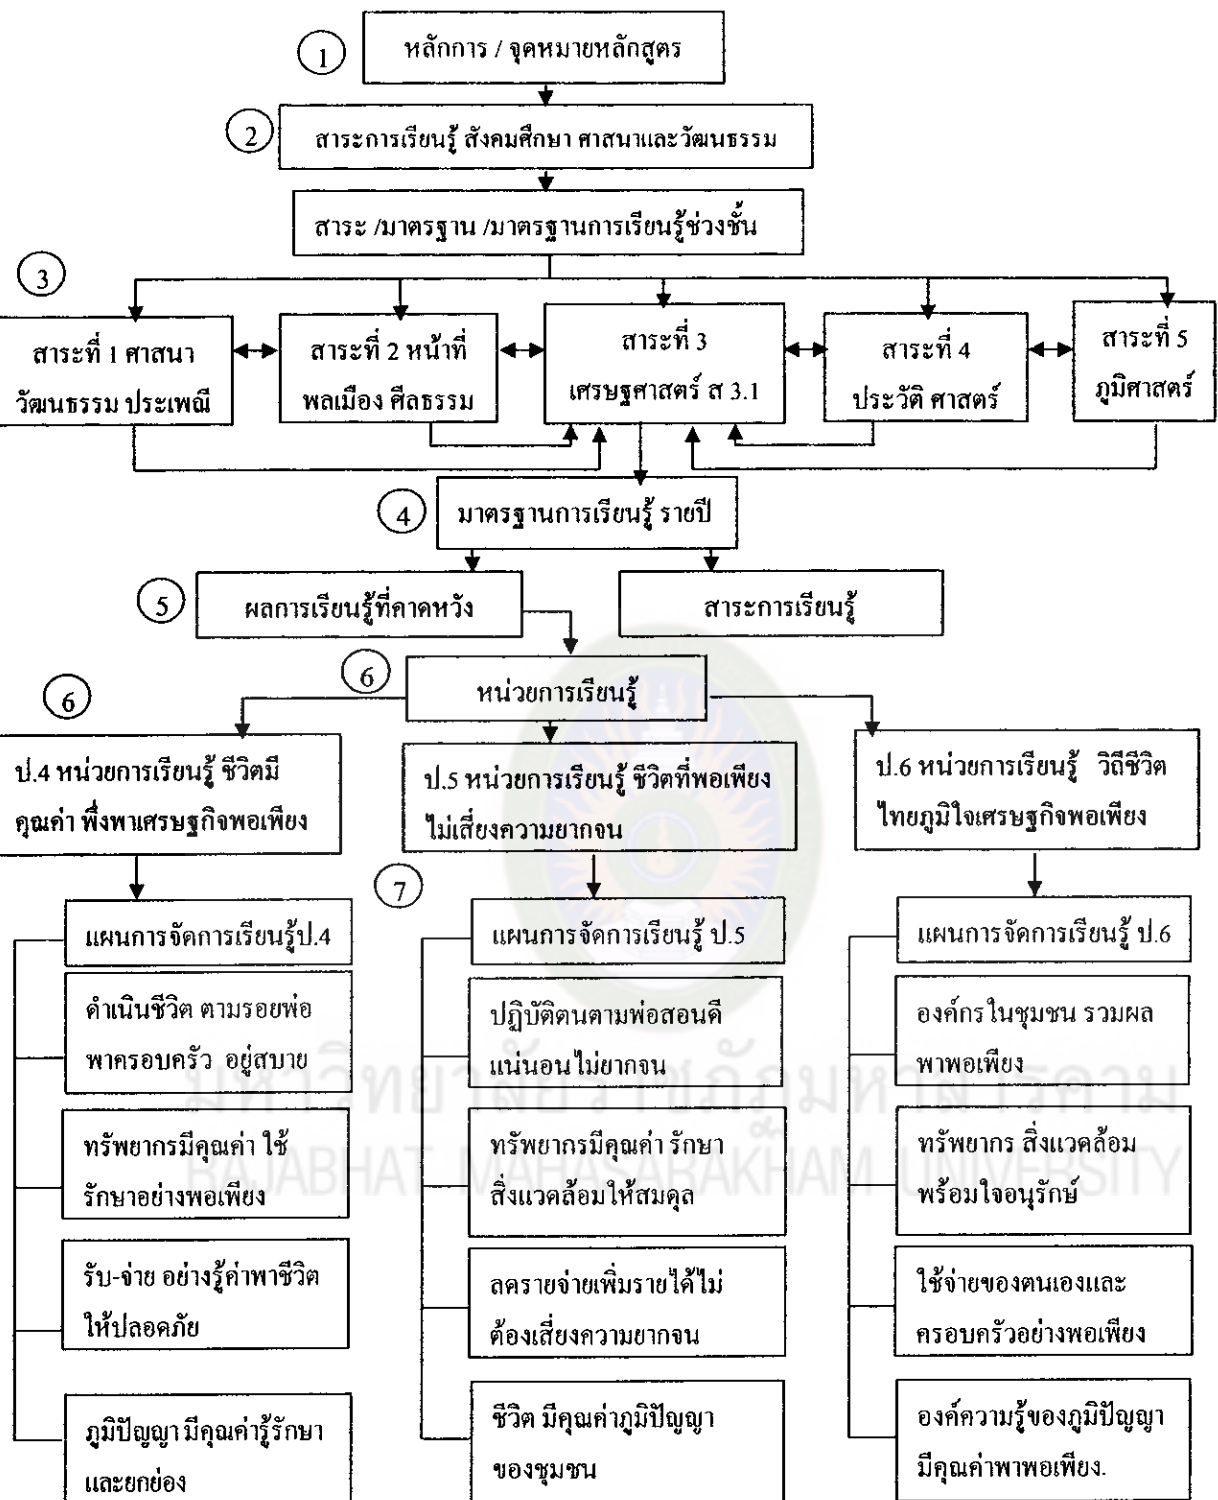 1
หลักการ / จุดหมายหลักสูตร
2
สาระการเรียนรู้ สังคมศึกษา ศาสนาและวัฒนธรรม
สาระ /มาตรฐาน /มาตรฐานการเรียนรู้ช่วงชั้น
3
สาระที่ 1 ศาสนา
วัฒนธรรม ประเพณี
สาระที่ 2 หน้าที่
พลเมือง ศีลธรรม
สาระที่ 3
เศรษฐศาสตร์ ส 3.1
สาระที่ 4
ประวัติ ศาสตร์
สาระที่ 5
ภูมิศาสตร์
4
มาตรฐานการเรียนรู้ รายปี
5
ผลการเรียนรู้ที่คาดหวัง
สาระการเรียนรู้
6
หน่วยการเรียนรู้
6
ป.4 หน่วยการเรียนรู้ ชีวิตมี
คุณค่า พึ่งพาเศรษฐกิจพอเพียง
ป.5 หน่วยการเรียนรู้ ชีวิตที่พอเพียง
ไม่เสี่ยงความยากจน
ป.6 หน่วยการเรียนรู้ วิถีชีวิต
ไทยภูมิใจเศรษฐกิจพอเพียง
7
แผนการจัดการเรียนรู้ป.4
ดำเนินชีวิต ตามรอยพ่อ
พาครอบครัว อยู่สบาย
ทรัพยากรมีคุณค่า ใช้
รักษาอย่างพอเพียง
รับ-จ่าย อย่างรู้ค่าพาชีวิต
ให้ปลอดภัย
ภูมิปัญญา มีคุณค่ารู้รักษา
และยกย่อง
แผนการจัดการเรียนรู้ ป.5
ปฏิบัติตนตามพ่อสอนดี
แน่นอน ไม่ยากจน
ทรัพยากรมีคุณค่า รักษา
สิ่งแวดล้อมให้สมดุล
ลดรายจ่ายเพิ่มรายได้ไม่
ต้องเสี่ยงความยากจน
ชีวิต มีคุณค่าภูมิปัญญา
ของชุมชน
แผนการจัดการเรียนรู้ ป.6
องค์กรในชุมชน รวมผล
พาพอเพียง
ทรัพยากร สิ่งแวดล้อม
พร้อมใจอนุรักษ์
ใช้จ่ายของตนเองและ
ครอบครัวอย่างพอเพียง
องค์ความรู้ของภูมิปัญญา
มีคุณค่าพาพอเพียง.
มหาวิทยาลัยราชภัฏมหาสารคาม
RAJABHAT MAHASARAKHAM UNIVERSITY